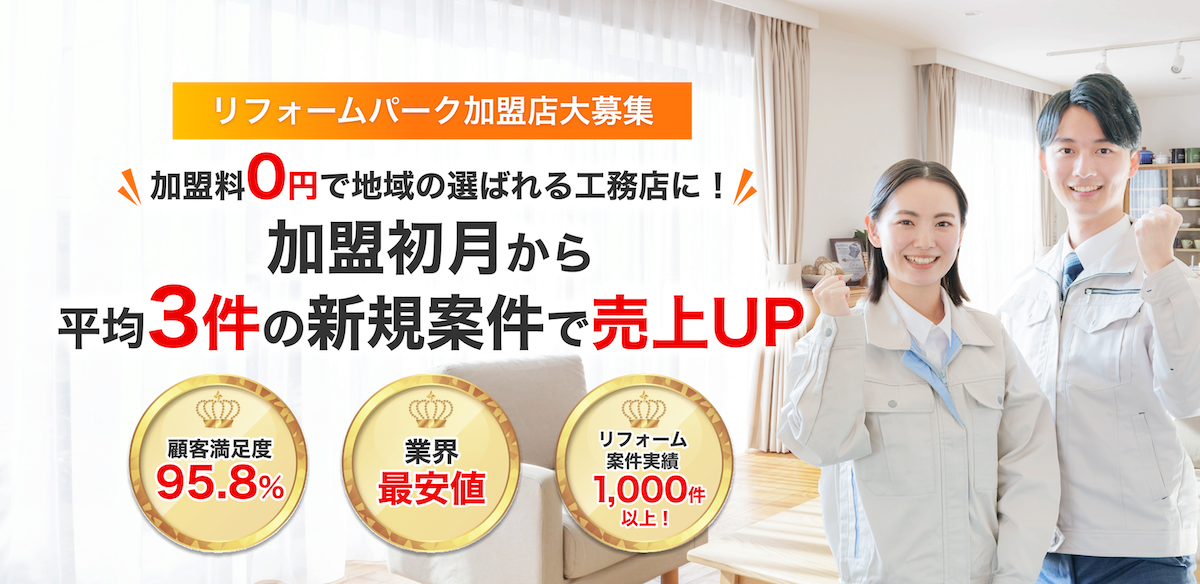 リフォームパーク加盟店大募集
加盟料0円で地域の選ばれる工務店に！
加盟初月から
平均3件の新規案件で売上UP
顧客満足度
95.8%
業界
最安値
リフォーム
案件実績
1,000件
以上！